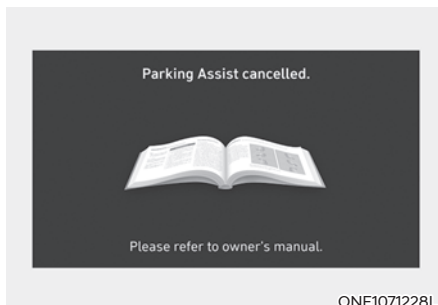 Parking Assist cancelled.
Please refer to owner's manual.
ONE1071228L